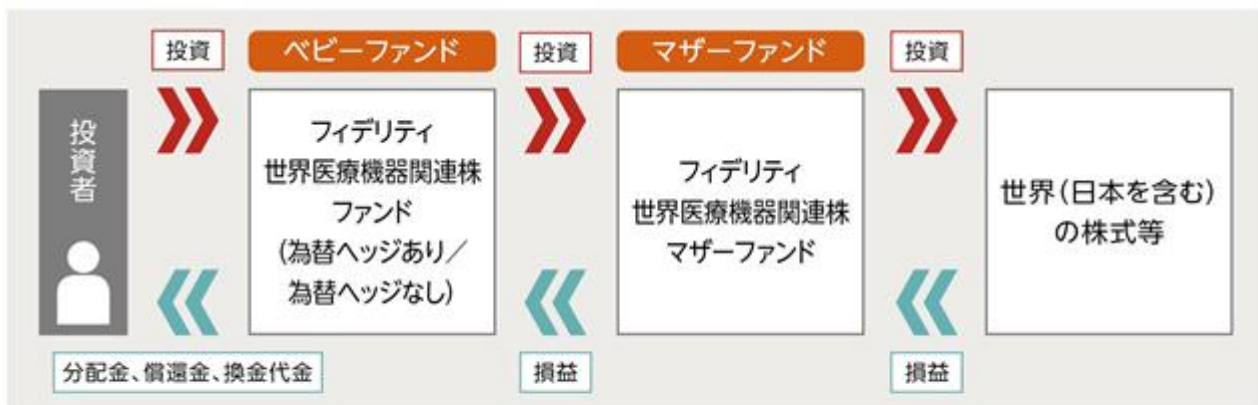 投資
ベビーファンド
投資
マザーファンド
投資
投資者
フィデリティ
世界医療機器関連株
ファンド
(為替ヘッジあり／
為替ヘッジなし)
フィデリティ
世界医療機器関連株
マザーファンド
世界(日本を含む)
の株式等
分配金、償還金、換金代金
損益
損益